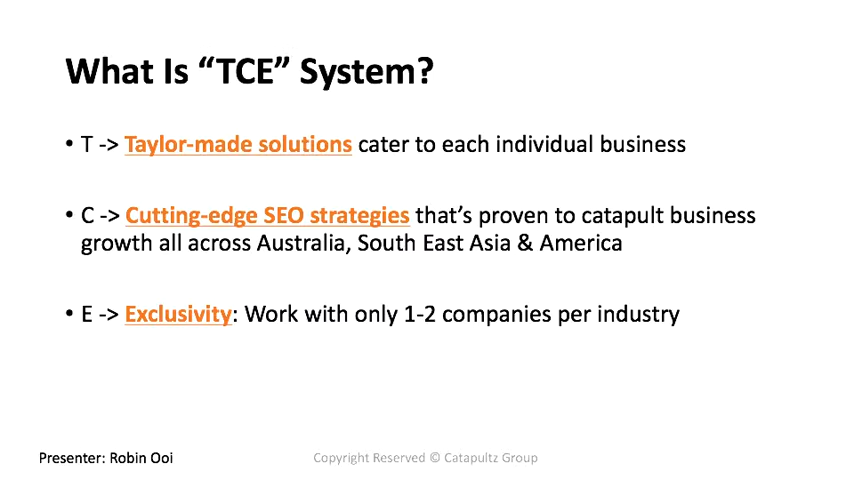 What Is “TCE” System?
• T -> Taylor-made solutions cater to each individual business
• C -> Cutting-edge SEO strategies that’s proven to catapult business
growth all across Australia, South East Asia & America
• E -> Exclusivity: Work with only 1-2 companies per industry
Presenter: Robin Ooi
Copyright Reserved © Catapultz Group